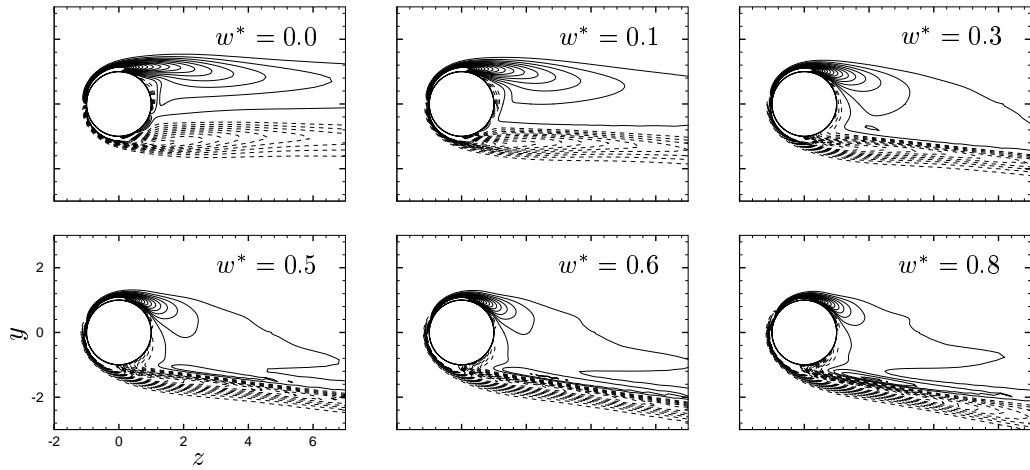 w* = 0.0
w* = 0.1
w* = 0.3
w* = 0.5
w* = 0.6
w* = 0.8
2
0
-2
y
-2 0 2 4 6
z